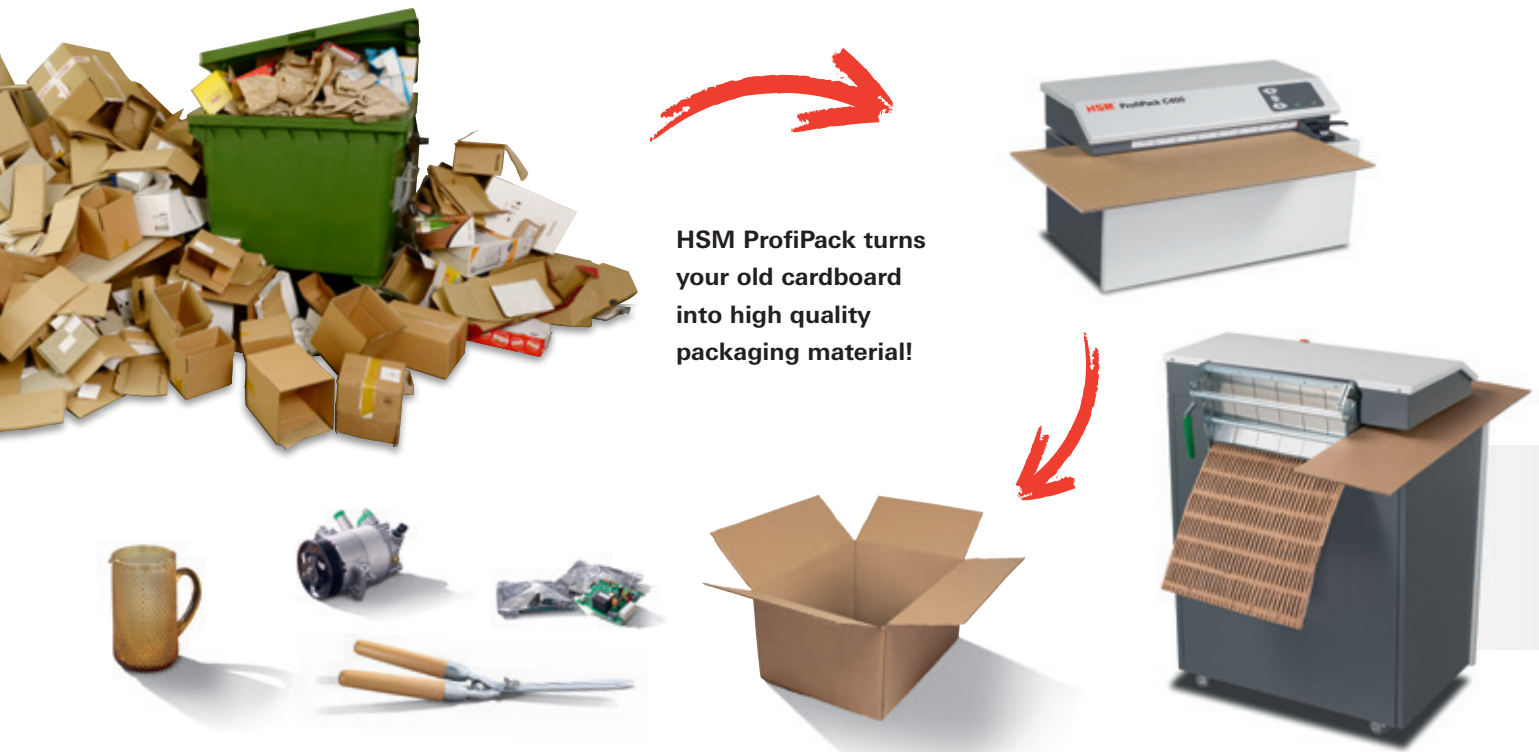 HSM ProfiPack C400
HSM ProfiPack turns
your old cardboard
into high quality
packaging material!